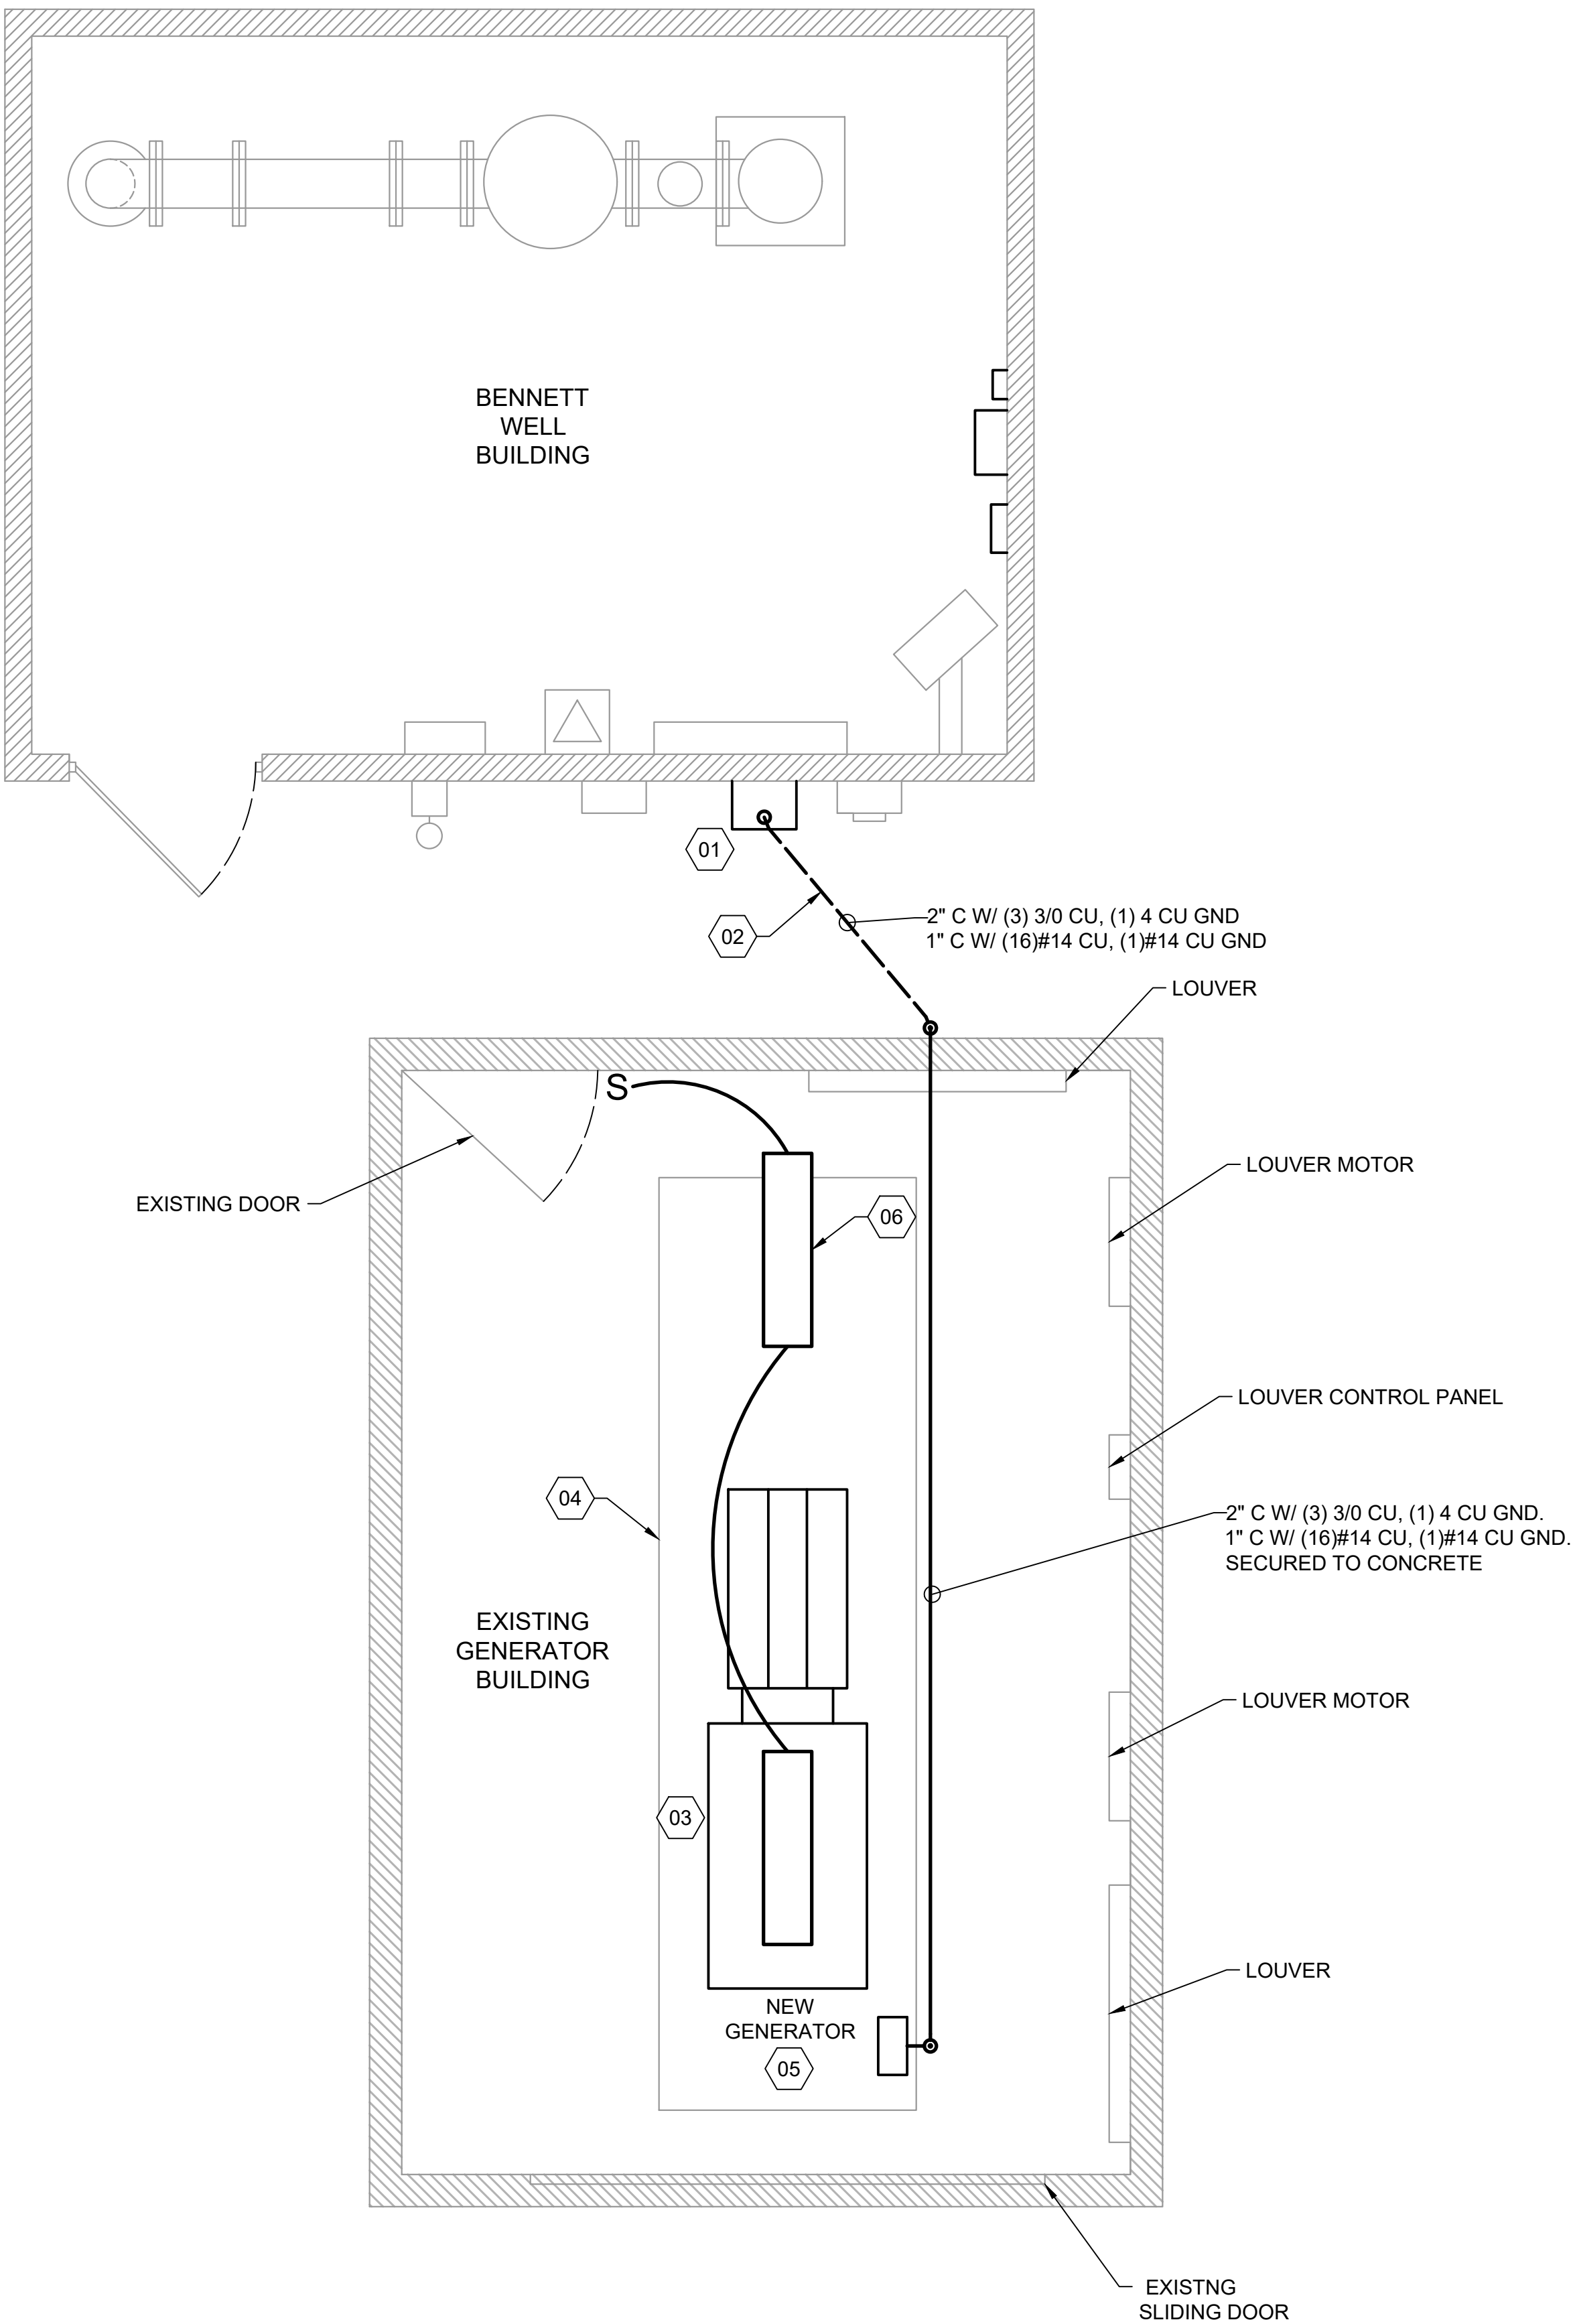 BENNETT
WELL
BUILDING
01
02
2" C W/ (3) 3/0 CU, (1) 4 CU GND
1" C W/ (16)#14 CU, (1)#14 CU GND
LOUVER
S
LOUVER MOTOR
EXISTING DOOR
06
LOUVER CONTROL PANEL
04
2" C W/ (3) 3/0 CU, (1) 4 CU GND.
1" C W/ (16)#14 CU, (1)#14 CU GND.
SECURED TO CONCRETE
EXISTING
GENERATOR
BUILDING
LOUVER MOTOR
03
LOUVER
NEW
GENERATOR
05
EXISTNG
SLIDING DOOR